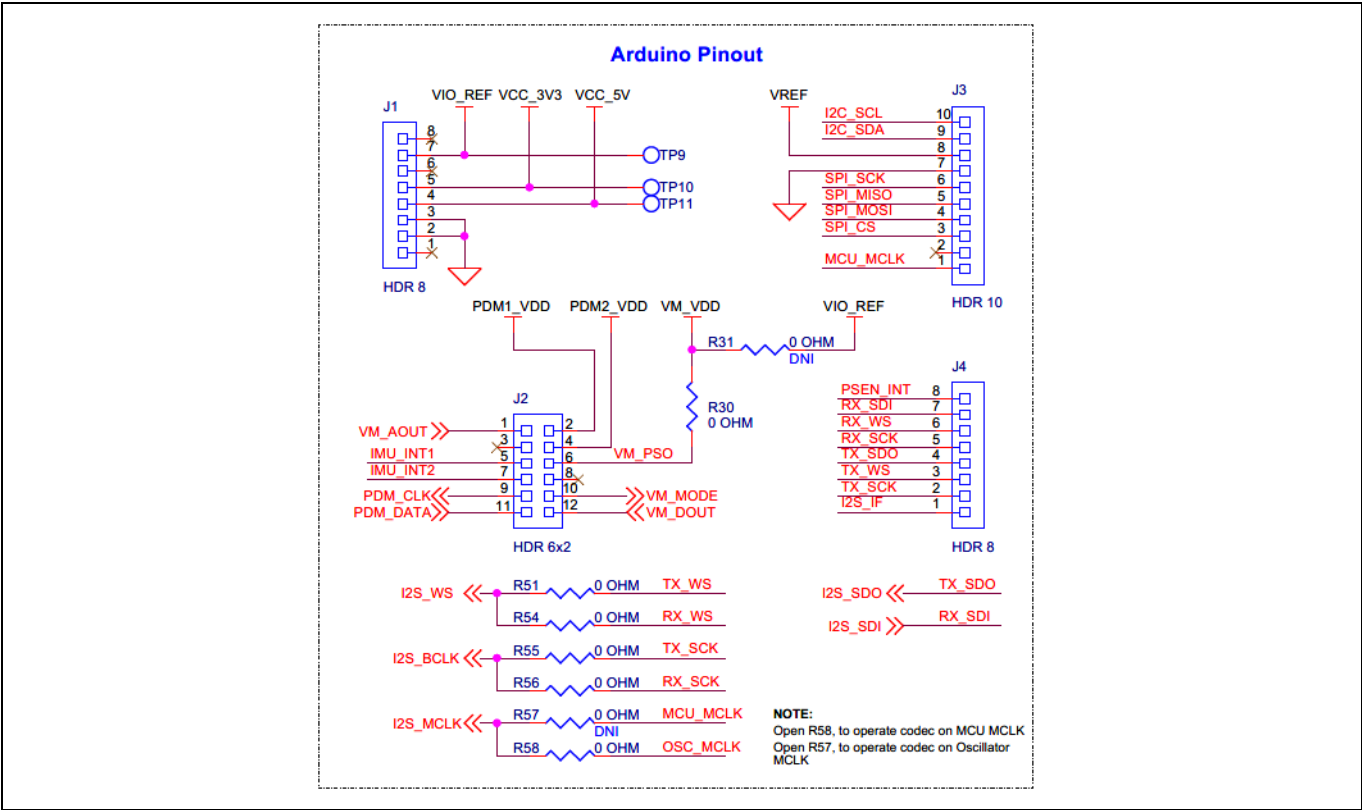 Arduino Pinout
J1
VIO_REF VCC_3V3 VCC_5V
8
7
6
5
4
3
2
1
TP9
TP10
TP11
HDR 8
VREF
J3
I2C_SCL 10
I2C_SDA 9
8
7
SPI_SCK 6
SPI_MISO 5
SPI_MOSI 4
SPI_CS 3
2
MCU_MCLK 1
HDR 10
PDM1_VDD PDM2_VDD VM_VDD VIO_REF
R31 0 OHM
DNI
R30
0 OHM
J2
VM_AOUT 1 2
3 4
IMU_INT1 5 6 VM_PSO
IMU_INT2 7 8
PDM_CLK 9 10 VM_MODE
PDM_DATA 11 12 VM_DOUT
HDR 6x2
J4
PSEN_INT 8
RX_SDI 7
RX_WS 6
RX_SCK 5
TX_SDO 4
TX_WS 3
TX_SCK 2
I2S_IF 1
HDR 8
I2S_WS R51 0 OHM TX_WS
R54 0 OHM RX_WS
I2S_BCLK R55 0 OHM TX_SCK
R56 0 OHM RX_SCK
I2S_MCLK R57 0 OHM MCU_MCLK
DNI
R58 0 OHM OSC_MCLK
I2S_SDO TX_SDO
I2S_SDI RX_SDI
NOTE:
Open R58, to operate codec on MCU MCLK
Open R57, to operate codec on Oscillator
MCLK